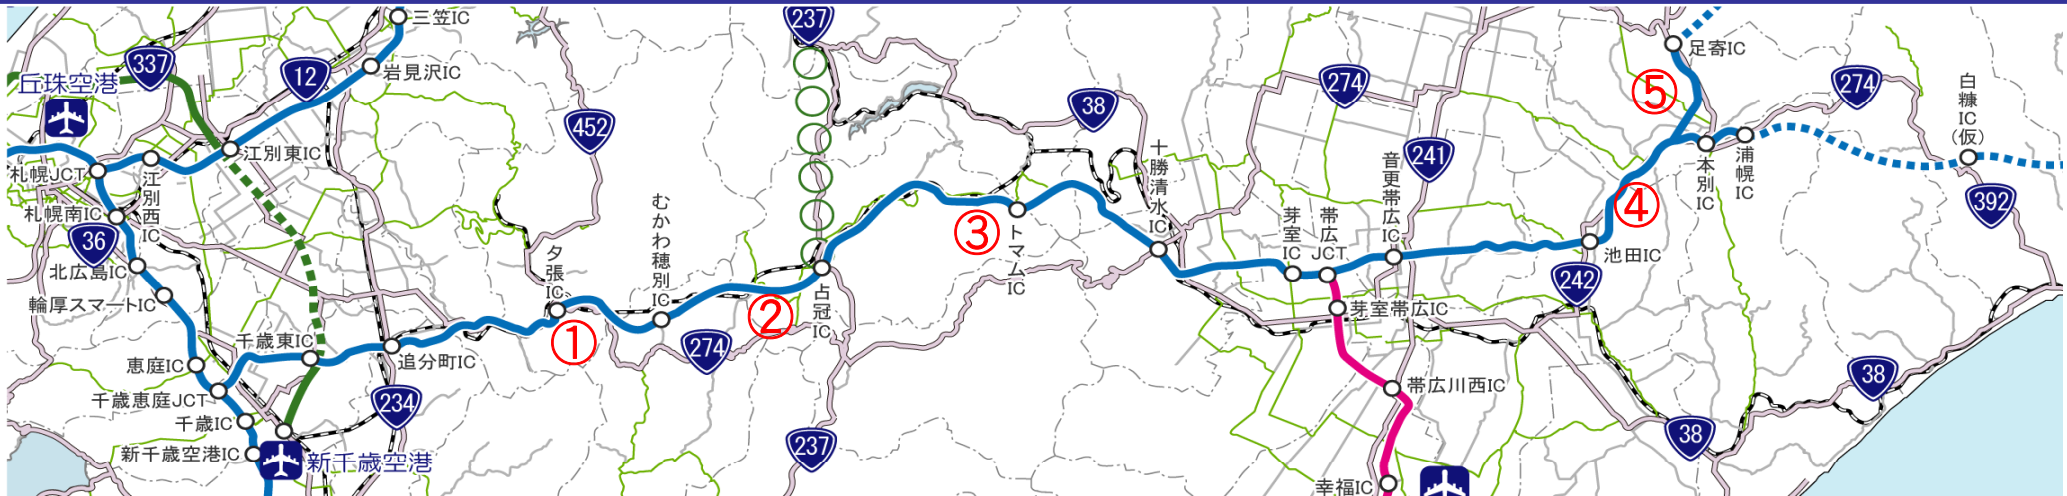 三笠IC
237
岩見沢IC
337
12
丘珠空港
452
38
274
足寄IC
⑤
274
白糠IC(仮)
江別東IC
札幌JCT
江別西IC
札幌南IC
36
北広島IC
輪厚スマートIC
恵庭IC
千歳恵庭JCT
千歳IC
新千歳空港IC
新千歳空港
千歳東IC
追分町IC
234
夕張IC
①
むかわ穂別IC
274
②
占冠IC
237
③
トマムIC
十勝清水IC
芽室IC
帯広JCT
音更帯広IC
241
芽室帯広IC
帯広川西IC
幸福IC
池田IC
242
④
本別IC
浦幌IC
392
38
38